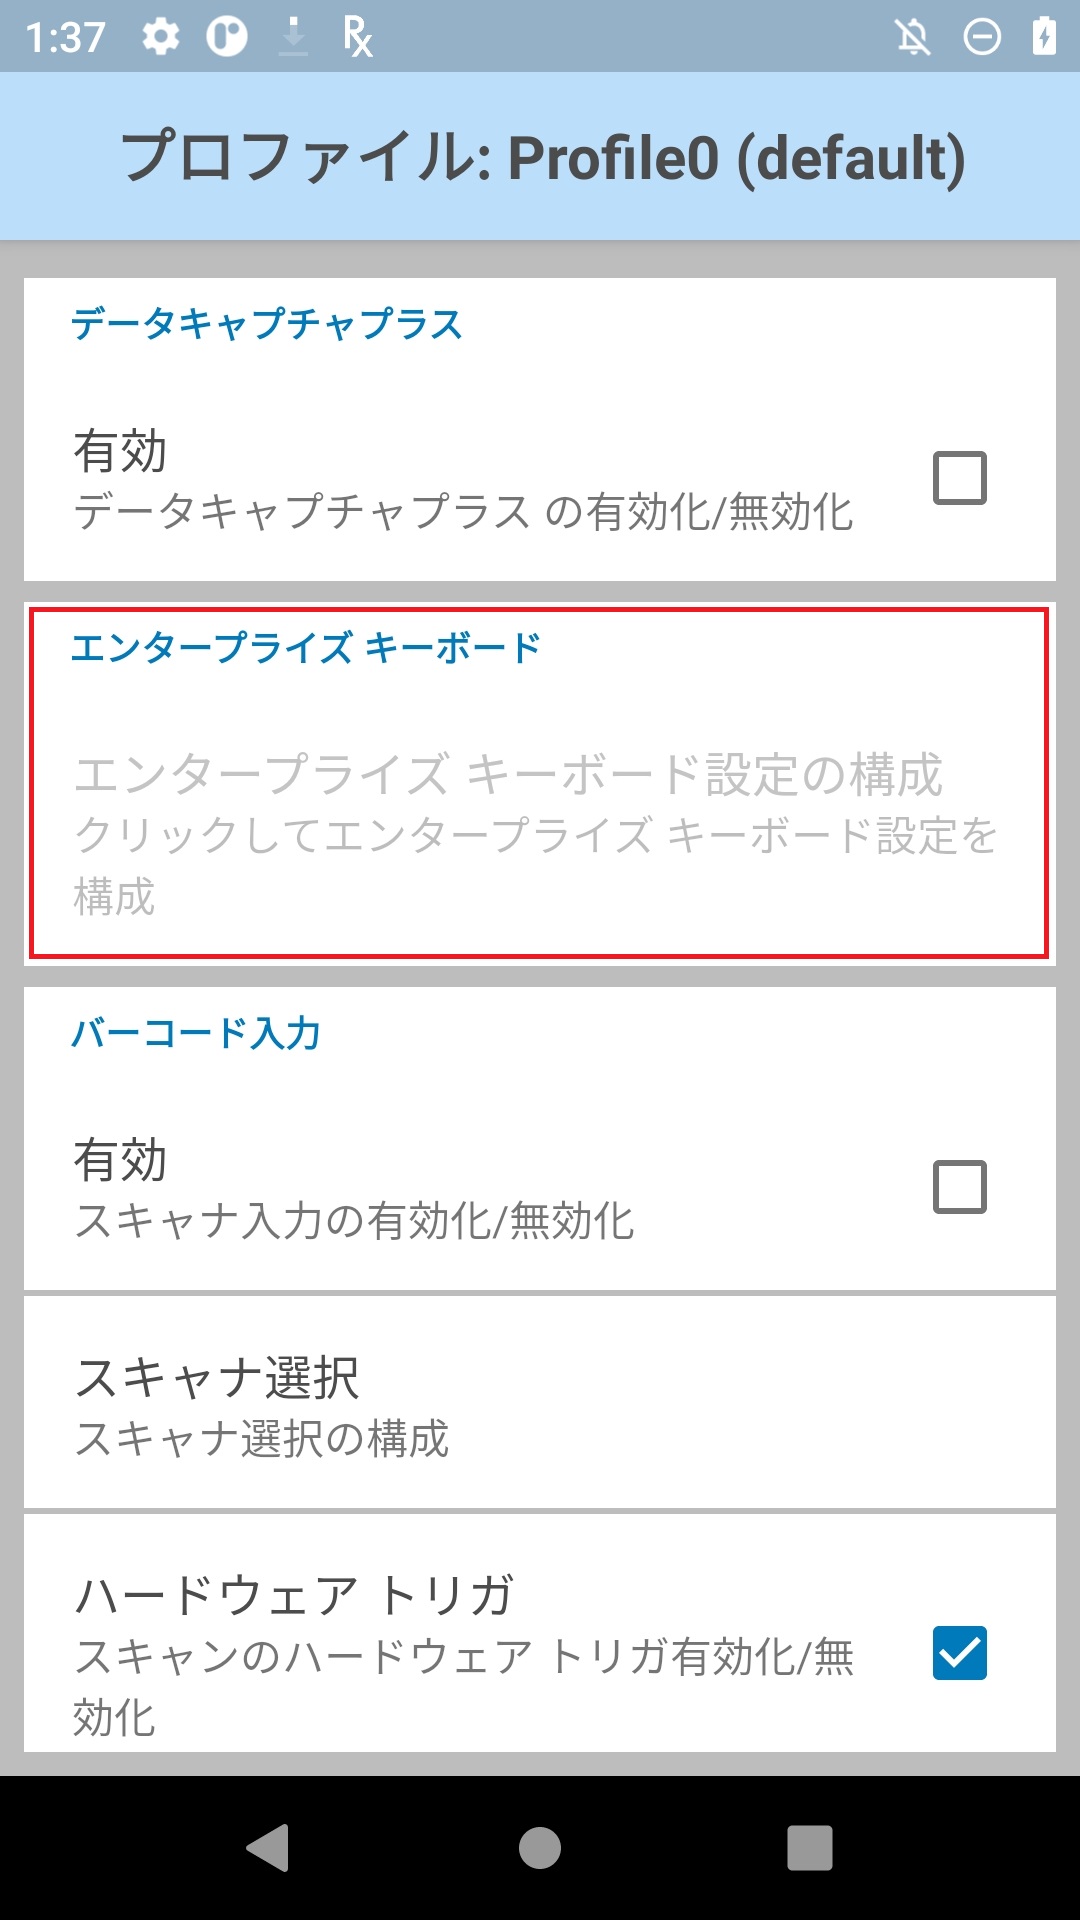 1:37
プロファイル: Profile0 (default)
データキャプチャプラス
有効
データキャプチャプラス の有効化/無効化
エンタープライズ キーボード
エンタープライズ キーボード設定の構成
クリックしてエンタープライズ キーボード設定を
構成
バーコード入力
有効
スキャナ入力の有効化/無効化
スキャナ選択
スキャナ選択の構成
ハードウェア トリガ
スキャンのハードウェア トリガ有効化/無
効化